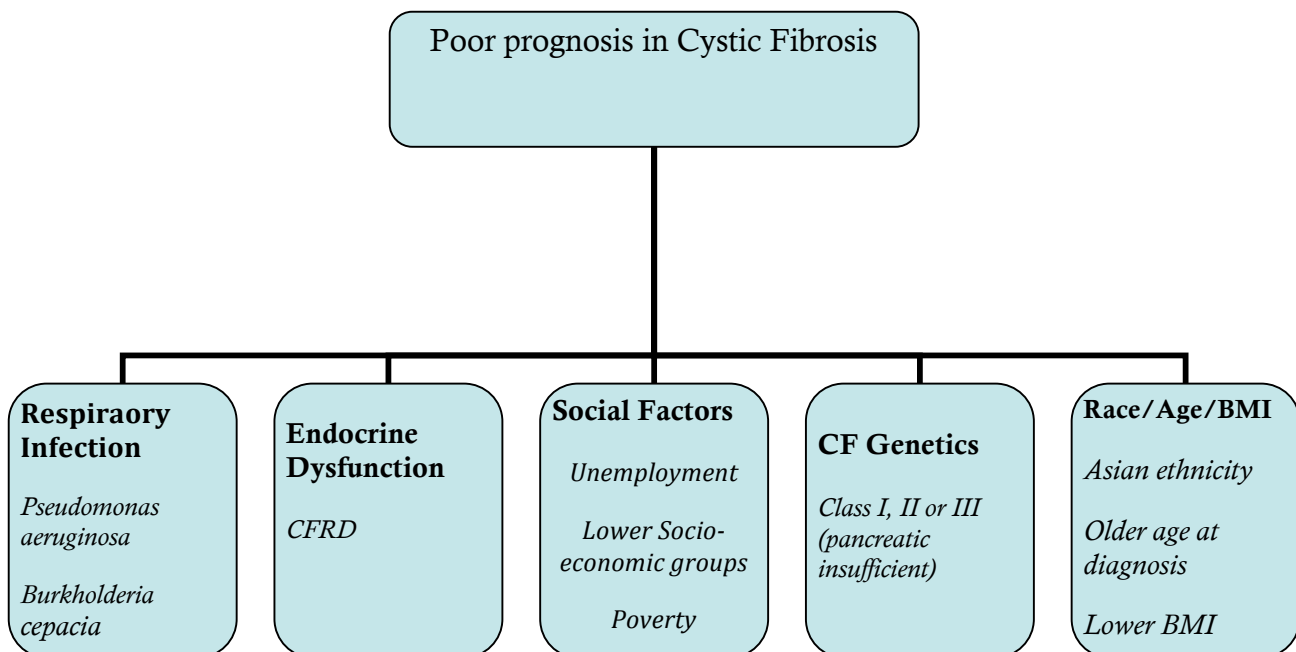 Poor prognosis in Cystic Fibrosis
Respiraory
Infection
Pseudomonas
aeruginosa
Burkholderia
cepacia
Endocrine
Dysfunction
CFRD
Social Factors
Unemployment
Lower Socio-
economic groups
Poverty
CF Genetics
Class I, II or III
(pancreatic
insufficient)
Race/Age/BMI
Asian ethnicity
Older age at
diagnosis
Lower BMI